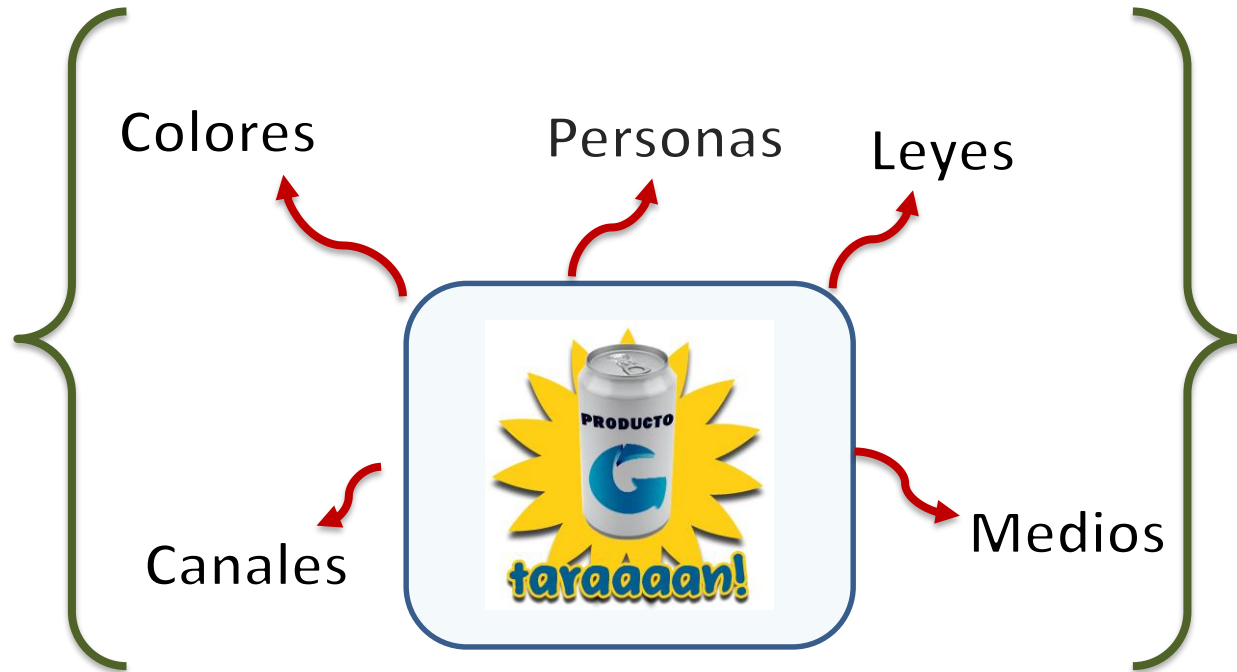 Colores
Personas
Leyes
PRODUCTO
G
taraaaan!
Canales
Medios